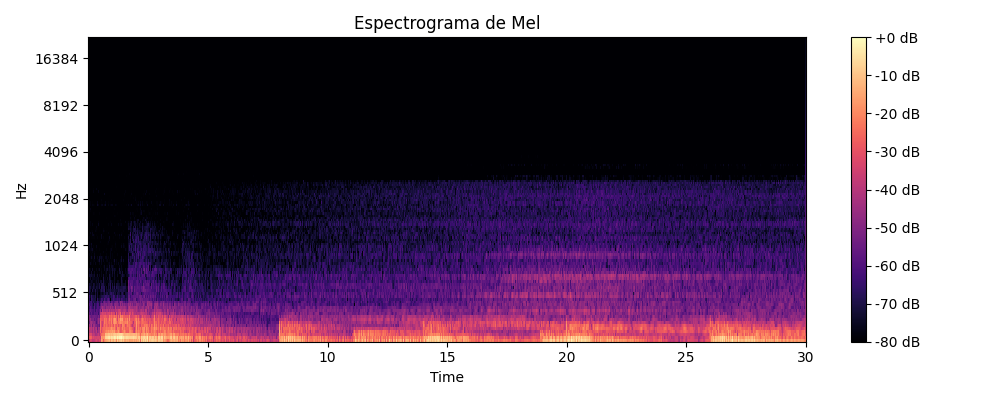 Espectrograma de Mel
16384
8192
4096
2048
1024
512
0
Hz
0 5 10 15 20 25 30
Time
+0 dB
-10 dB
-20 dB
-30 dB
-40 dB
-50 dB
-60 dB
-70 dB
-80 dB